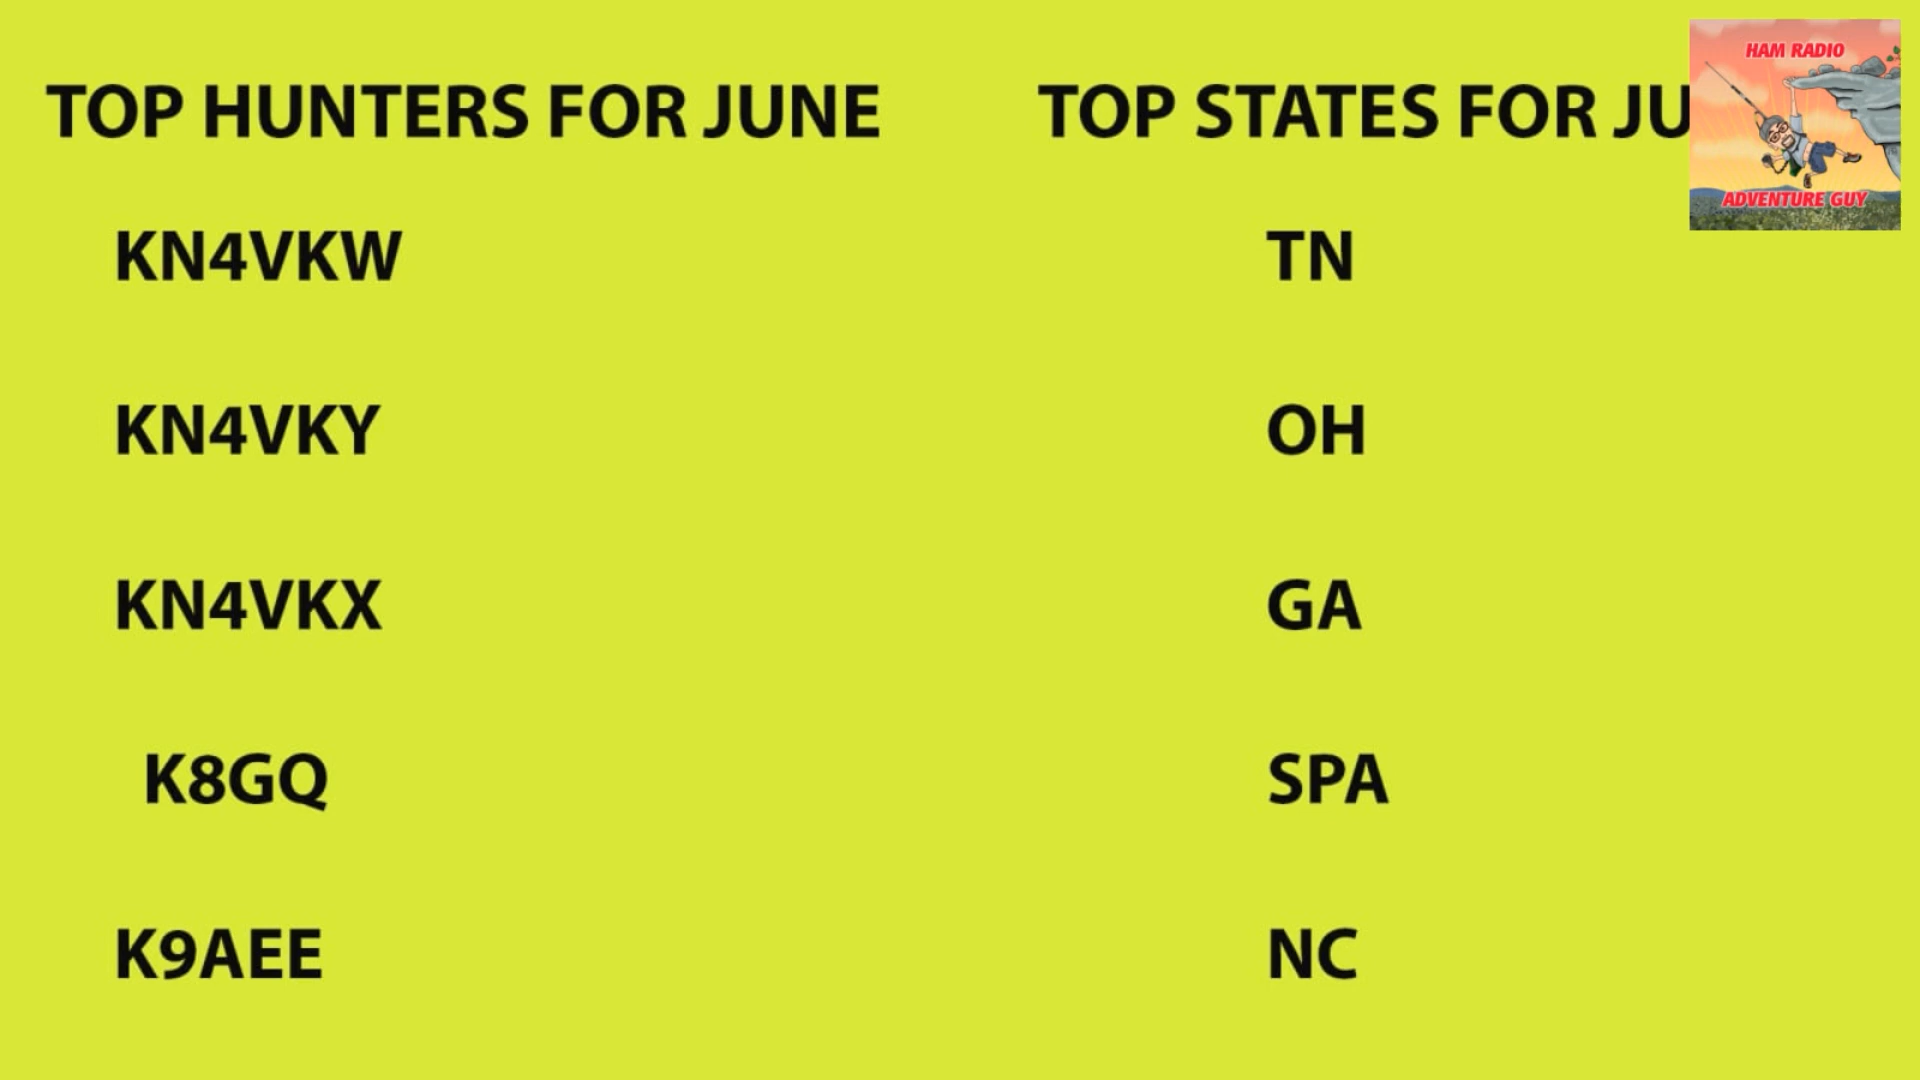 TOP HUNTERS FOR JUNE
KN4VKW
KN4VKY
KN4VKX
K8GQ
K9AEE
TOP STATES FOR JU
TN
OH
GA
SPA
NC
HAM RADIO
ADVENTURE GUY